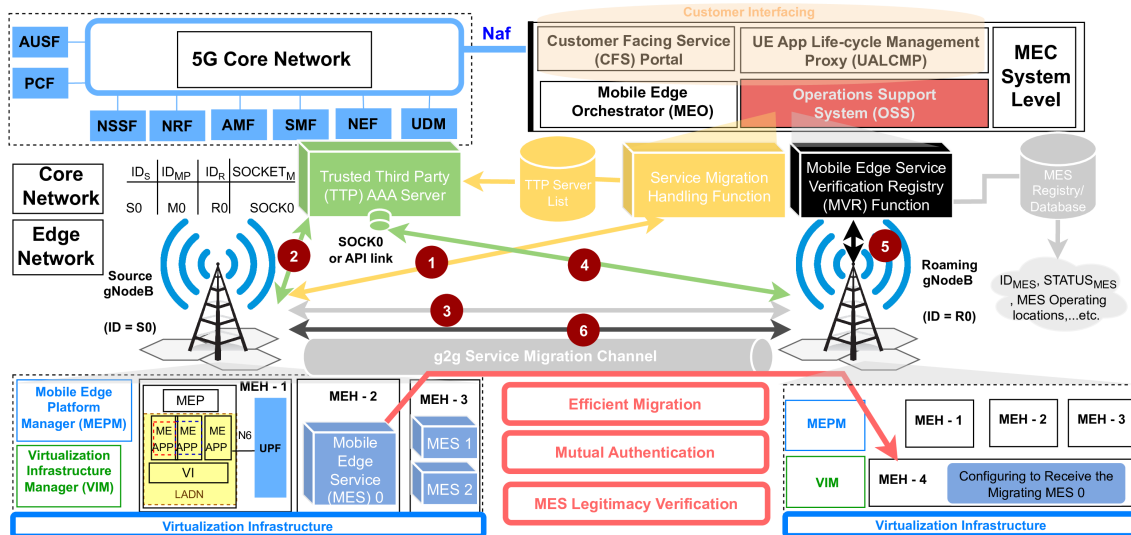 Customer Interfacing
AUSF
PCF
5G Core Network
NSSF
NRF
AMF
SMF
NEF
UDM
Naf
Customer Facing Service
(CFS) Portal
UE App Life-cycle Management
Proxy (UALCMP)
Mobile Edge
Orchestrator (MEO)
Operations Support
System (OSS)
MEC
System
Level
Core
Network
Edge
Network
ID_S ID_MP ID_R SOCKET_M
S0 M0 R0 SOCK0
Trusted Third Party
(TTP) AAA Server
TTP Server
List
Service Migration
Handling Function
Mobile Edge Service
Verification Registry
(MVR) Function
MES
Registry/
Database
SOCK0
or API link
2
1
4
5
3
6
Source
gNodeB
(ID = S0)
Roaming
gNodeB
(ID = R0)
ID_MES, STATUS_MES
, MES Operating
locations,...etc.
g2g Service Migration Channel
Mobile Edge
Platform
Manager (MEPM)
Virtualization
Infrastructure
Manager (VIM)
MEH - 1
MEP
ME
APP
ME
APP
ME
APP
VI
LADN
N6
UPF
MEH - 2
Mobile
Edge
Service
(MES) 0
MEH - 3
MES 1
MES 2
Virtualization Infrastructure
Efficient Migration
Mutual Authentication
MES Legitimacy Verification
MEPM
VIM
MEH - 1
MEH - 2
MEH - 3
MEH - 4
Configuring to Receive the
Migrating MES 0
Virtualization Infrastructure